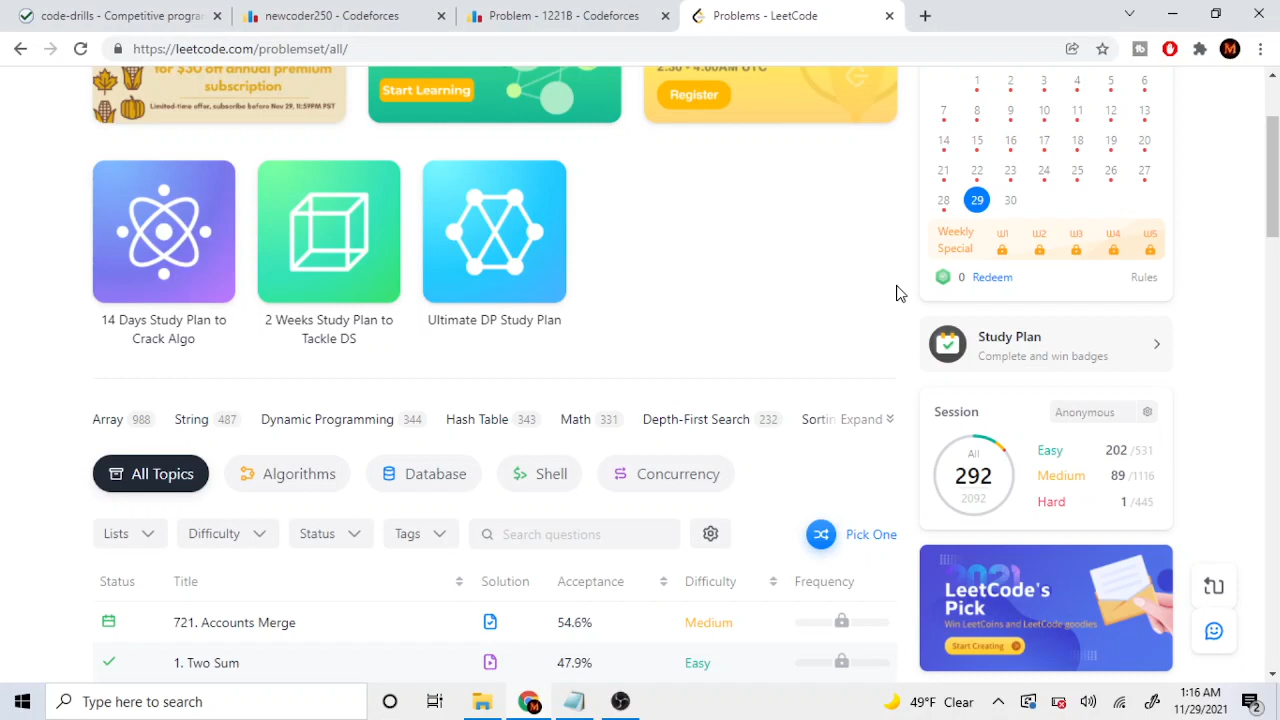 code-drills - Competitive program
newcoder250 - Codeforces
Problem - 1221B - Codeforces
Problems - LeetCode
https://leetcode.com/problemset/all/
M
for $30 off annual premium
subscription
Limited-time offer, subscribe before Nov 29, 11:59PM PST
Start Learning
2:30 - 4:00AM UTC
Register
1 2 3 4 5 6
7 8 9 10 11 12 13
14 15 16 17 18 19 20
21 22 23 24 25 26 27
28 29 30
Weekly
Special
W1 W2 W3 W4 W5
0 Redeem Rules
14 Days Study Plan to
Crack Algo
2 Weeks Study Plan to
Tackle DS
Ultimate DP Study Plan
Study Plan
Complete and win badges
Array 988 String 487 Dynamic Programming 344 Hash Table 343 Math 331 Depth-First Search 232 Sortin Expand
Session Anonymous
All
292
2092
Easy 202 /531
Medium 89 /1116
Hard 1 /445
All Topics Algorithms Database Shell Concurrency
Lists Difficulty Status Tags Search questions Pick One
Status Title Solution Acceptance Difficulty Frequency
721. Accounts Merge 54.6% Medium
1. Two Sum 47.9% Easy
2021
LeetCode's
Pick
Win LeetCoins and LeetCode goodies
Start Creating
Type here to search
M
49°F Clear
1:16 AM
11/29/2021
2